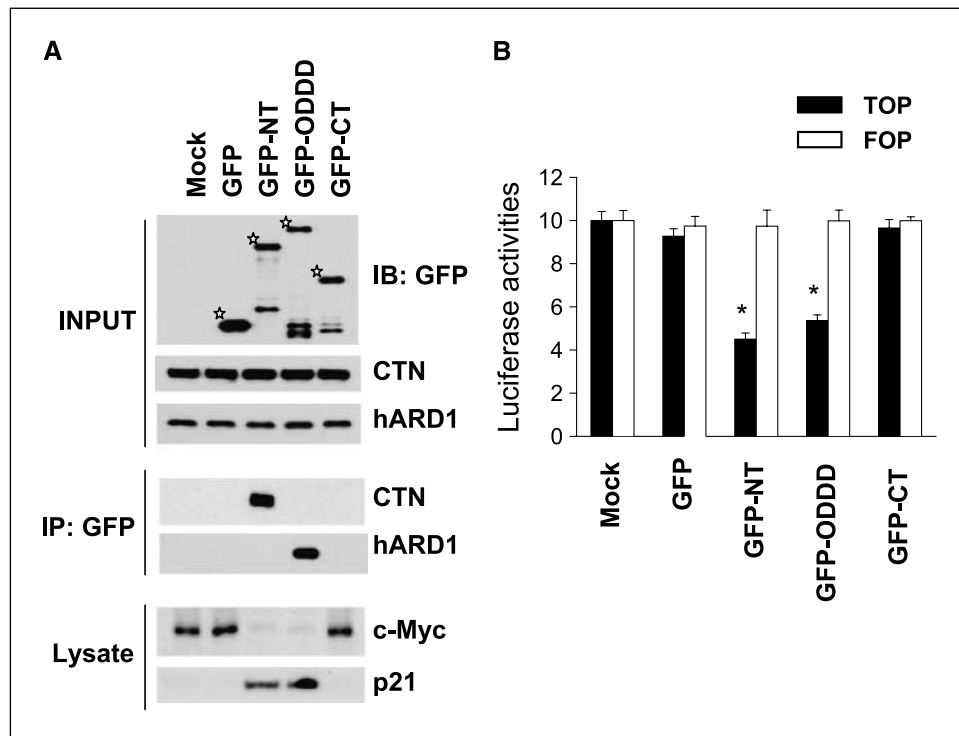 A
Mock
GFP
GFP-NT
GFP-ODDD
GFP-CT
INPUT
IB: GFP
CTN
hARD1
IP: GFP
CTN
hARD1
Lysate
c-Myc
p21
B
TOP
FOP
Luciferase activities
12
10
8
6
4
2
0
*
*
Mock
GFP
GFP-NT
GFP-ODDD
GFP-CT